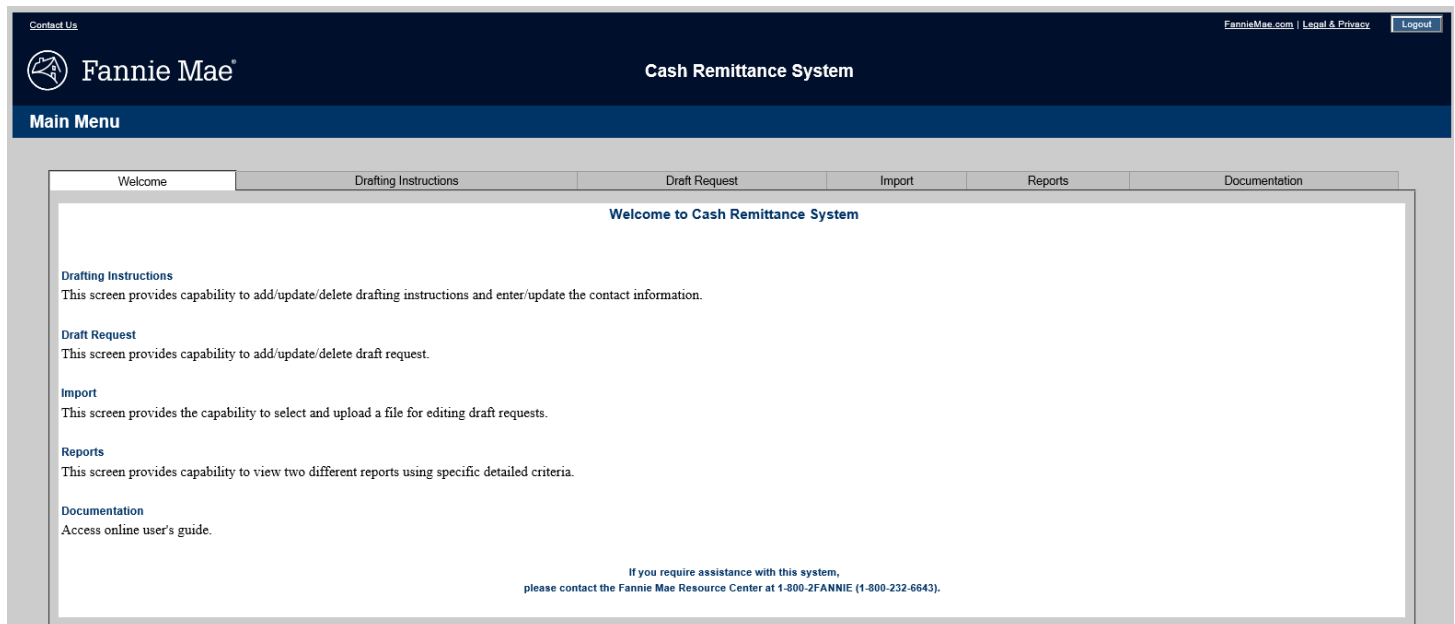 Contact Us
FannieMae.com | Legal & Privacy
Logout
Fannie Mae®
Cash Remittance System
Main Menu
Welcome
Drafting Instructions
Draft Request
Import
Reports
Documentation
Welcome to Cash Remittance System
Drafting Instructions
This screen provides capability to add/update/delete drafting instructions and enter/update the contact information.
Draft Request
This screen provides capability to add/update/delete draft request.
Import
This screen provides the capability to select and upload a file for editing draft requests.
Reports
This screen provides capability to view two different reports using specific detailed criteria.
Documentation
Access online user's guide.
If you require assistance with this system,
please contact the Fannie Mae Resource Center at 1-800-2FANNIE (1-800-232-6643).